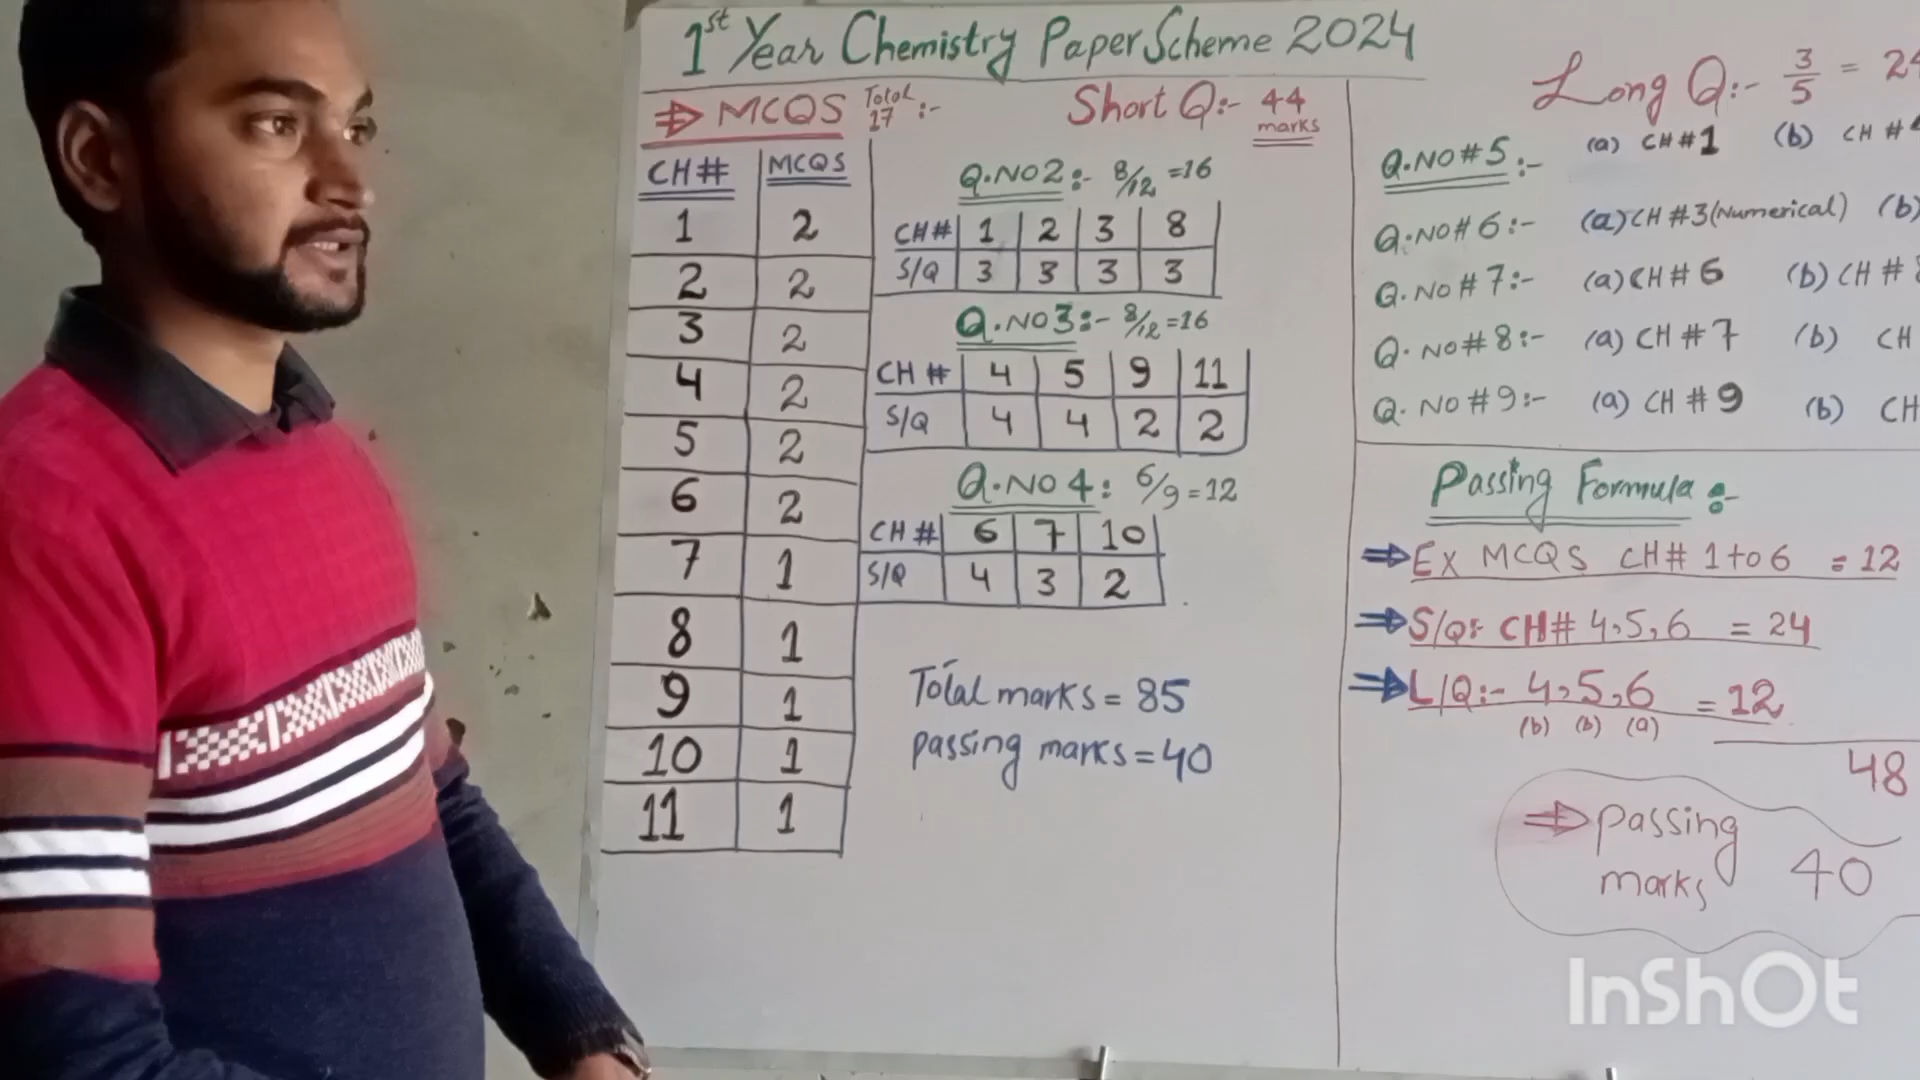 1st Year Chemistry Paper Scheme 2024
⇒ MCQS Total 17 :-
CH# MCQS
1 2
2 2
3 2
4 2
5 2
6 2
7 1
8 1
9 1
10 1
11 1
Short Q:- 44 marks
Q.NO2:- 8/12 =16
CH# 1 2 3 8
S/Q 3 3 3 3
Q.NO3:- 8/12 =16
CH# 4 5 9 11
S/Q 4 4 2 2
Q.NO4: 6/9 =12
CH# 6 7 10
S/Q 4 3 2
Total marks = 85
passing marks = 40
Long Q:- 3/5 = 24
Q.NO#5:- (a) CH#1 (b) CH #4
Q.NO#6:- (a) CH #3 (Numerical) (b)
Q.NO#7:- (a) CH #6 (b) CH #8
Q.NO#8:- (a) CH #7 (b) CH
Q.NO#9:- (a) CH #9 (b) CH
Passing Formula:-
⇒ Ex MCQS CH# 1 to 6 = 12
⇒ S/Q: CH# 4,5,6 = 24
⇒ L/Q:- 4,5,6 = 12
(b) (b) (a)
48
⇒ passing
marks 40
InShOt